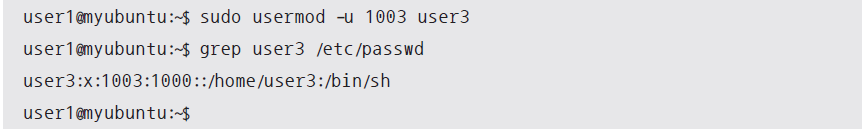 user1@myubuntu:~$ sudo usermod -u 1003 user3
user1@myubuntu:~$ grep user3 /etc/passwd
user3:x:1003:1000::/home/user3:/bin/sh
user1@myubuntu:~$